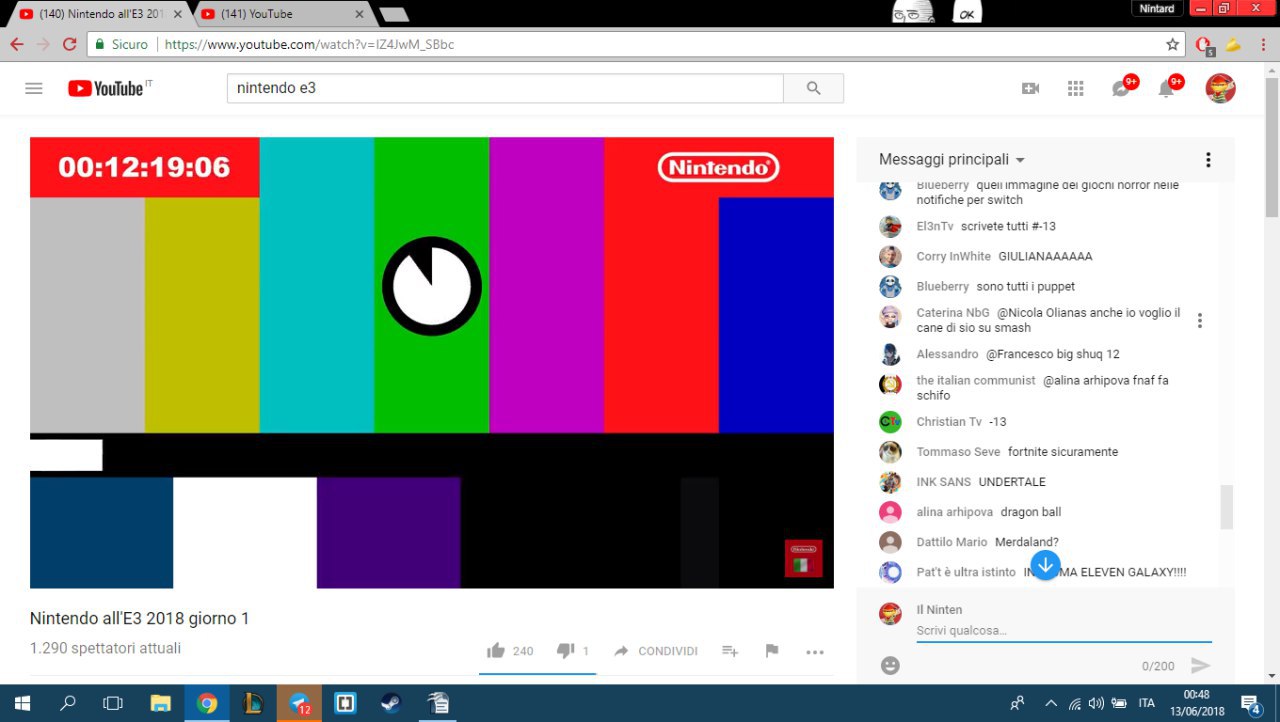 (140) Nintendo all'E3 201
(141) YouTube
OK
Nintard
Sicuro
https://www.youtube.com/watch?v=IZ4JwM_SBbc
5
YouTube IT
nintendo e3
9+
9+
00:12:19:06
Nintendo
Messaggi principali
Blueberry quell'immagine dei giochi horror nelle
notifiche per switch
El3nTv scrivete tutti #-13
Corry InWhite GIULIANAAAAAA
Blueberry sono tutti i puppet
Caterina NbG @Nicola Olianas anche io voglio il
cane di sio su smash
Alessandro @Francesco big shuq 12
the italian communist @alina arhipova fnaf fa
schifo
Christian Tv -13
Tommaso Seve fortnite sicuramente
INK SANS UNDERTALE
alina arhipova dragon ball
Dattilo Mario Merdaland?
Pat't è ultra istinto IN MA ELEVEN GALAXY!!!!
Nintendo
Nintendo all'E3 2018 giorno 1
1.290 spettatori attuali
240
1
CONDIVIDI
Il Ninten
Scrivi qualcosa…
0/200
12
ITA
00:48
13/06/2018
4